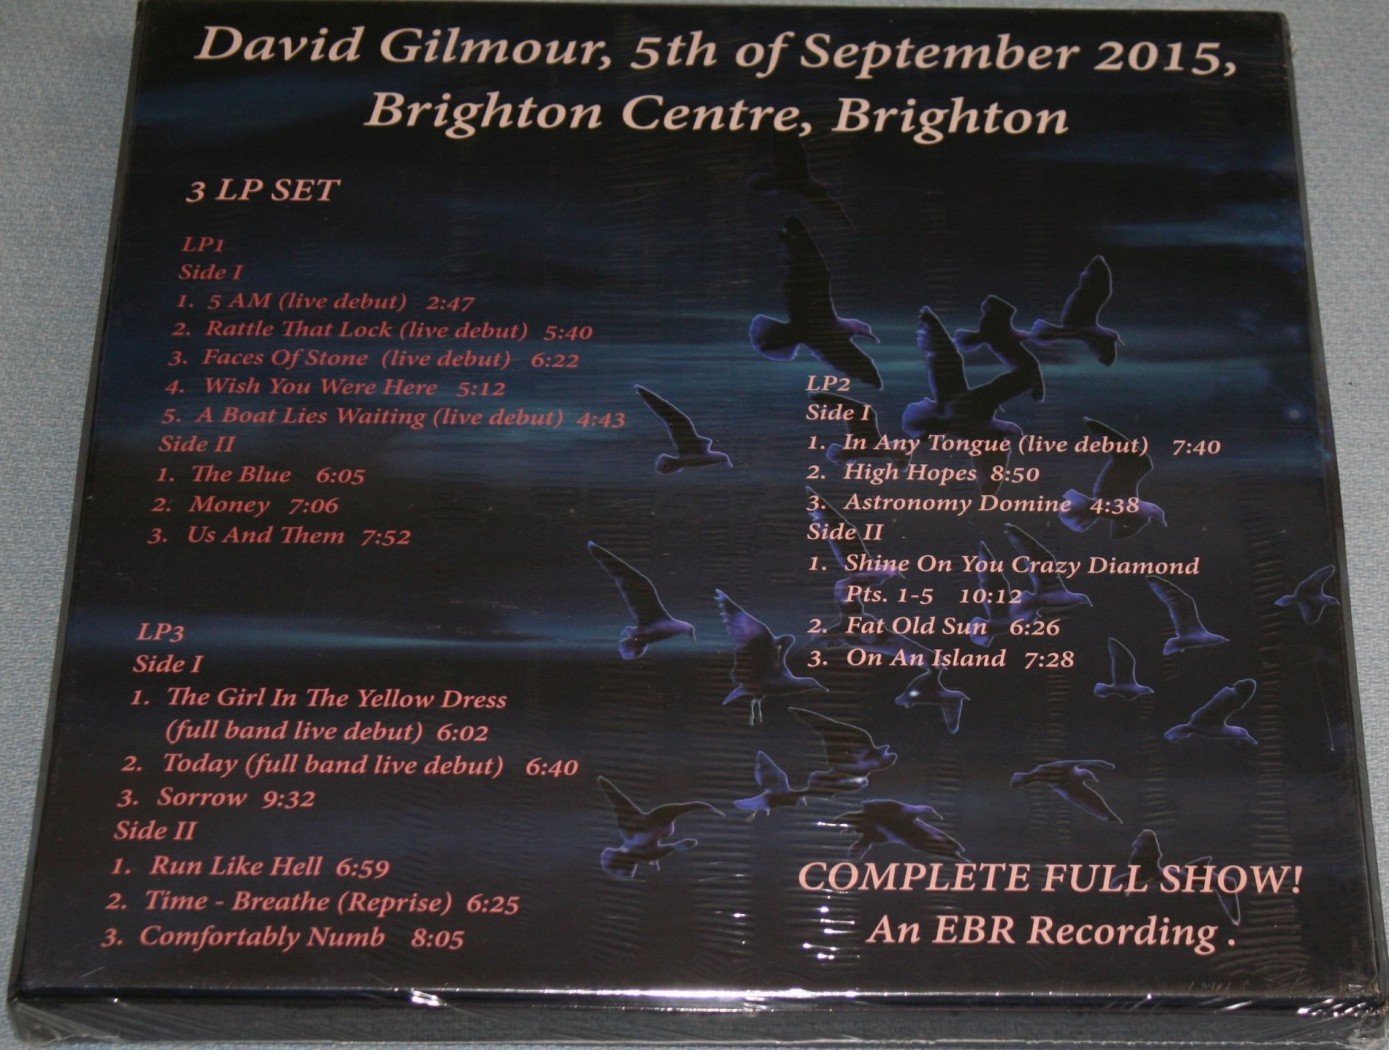 David Gilmour, 5th of September 2015,
Brighton Centre, Brighton
3 LP SET
LP1
Side I
1. 5 AM (live debut) 2:47
2. Rattle That Lock (live debut) 5:40
3. Faces Of Stone (live debut) 6:22
4. Wish You Were Here 5:12
5. A Boat Lies Waiting (live debut) 4:43
Side II
1. The Blue 6:05
2. Money 7:06
3. Us And Them 7:52
LP2
Side I
1. In Any Tongue (live debut) 7:40
2. High Hopes 8:50
3. Astronomy Domine 4:38
Side II
1. Shine On You Crazy Diamond
Pts. 1-5 10:12
2. Fat Old Sun 6:26
3. On An Island 7:28
LP3
Side I
1. The Girl In The Yellow Dress
(full band live debut) 6:02
2. Today (full band live debut) 6:40
3. Sorrow 9:32
Side II
1. Run Like Hell 6:59
2. Time - Breathe (Reprise) 6:25
3. Comfortably Numb 8:05
COMPLETE FULL SHOW!
An EBR Recording .